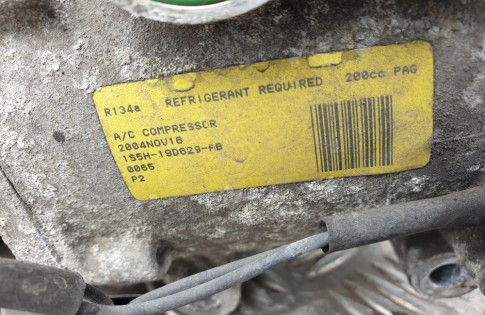 R134a REFRIGERANT REQUIRED 200cc PAG
A/C COMPRESSOR
2004NOV16
1S5H-19D629-AB
0065
P2